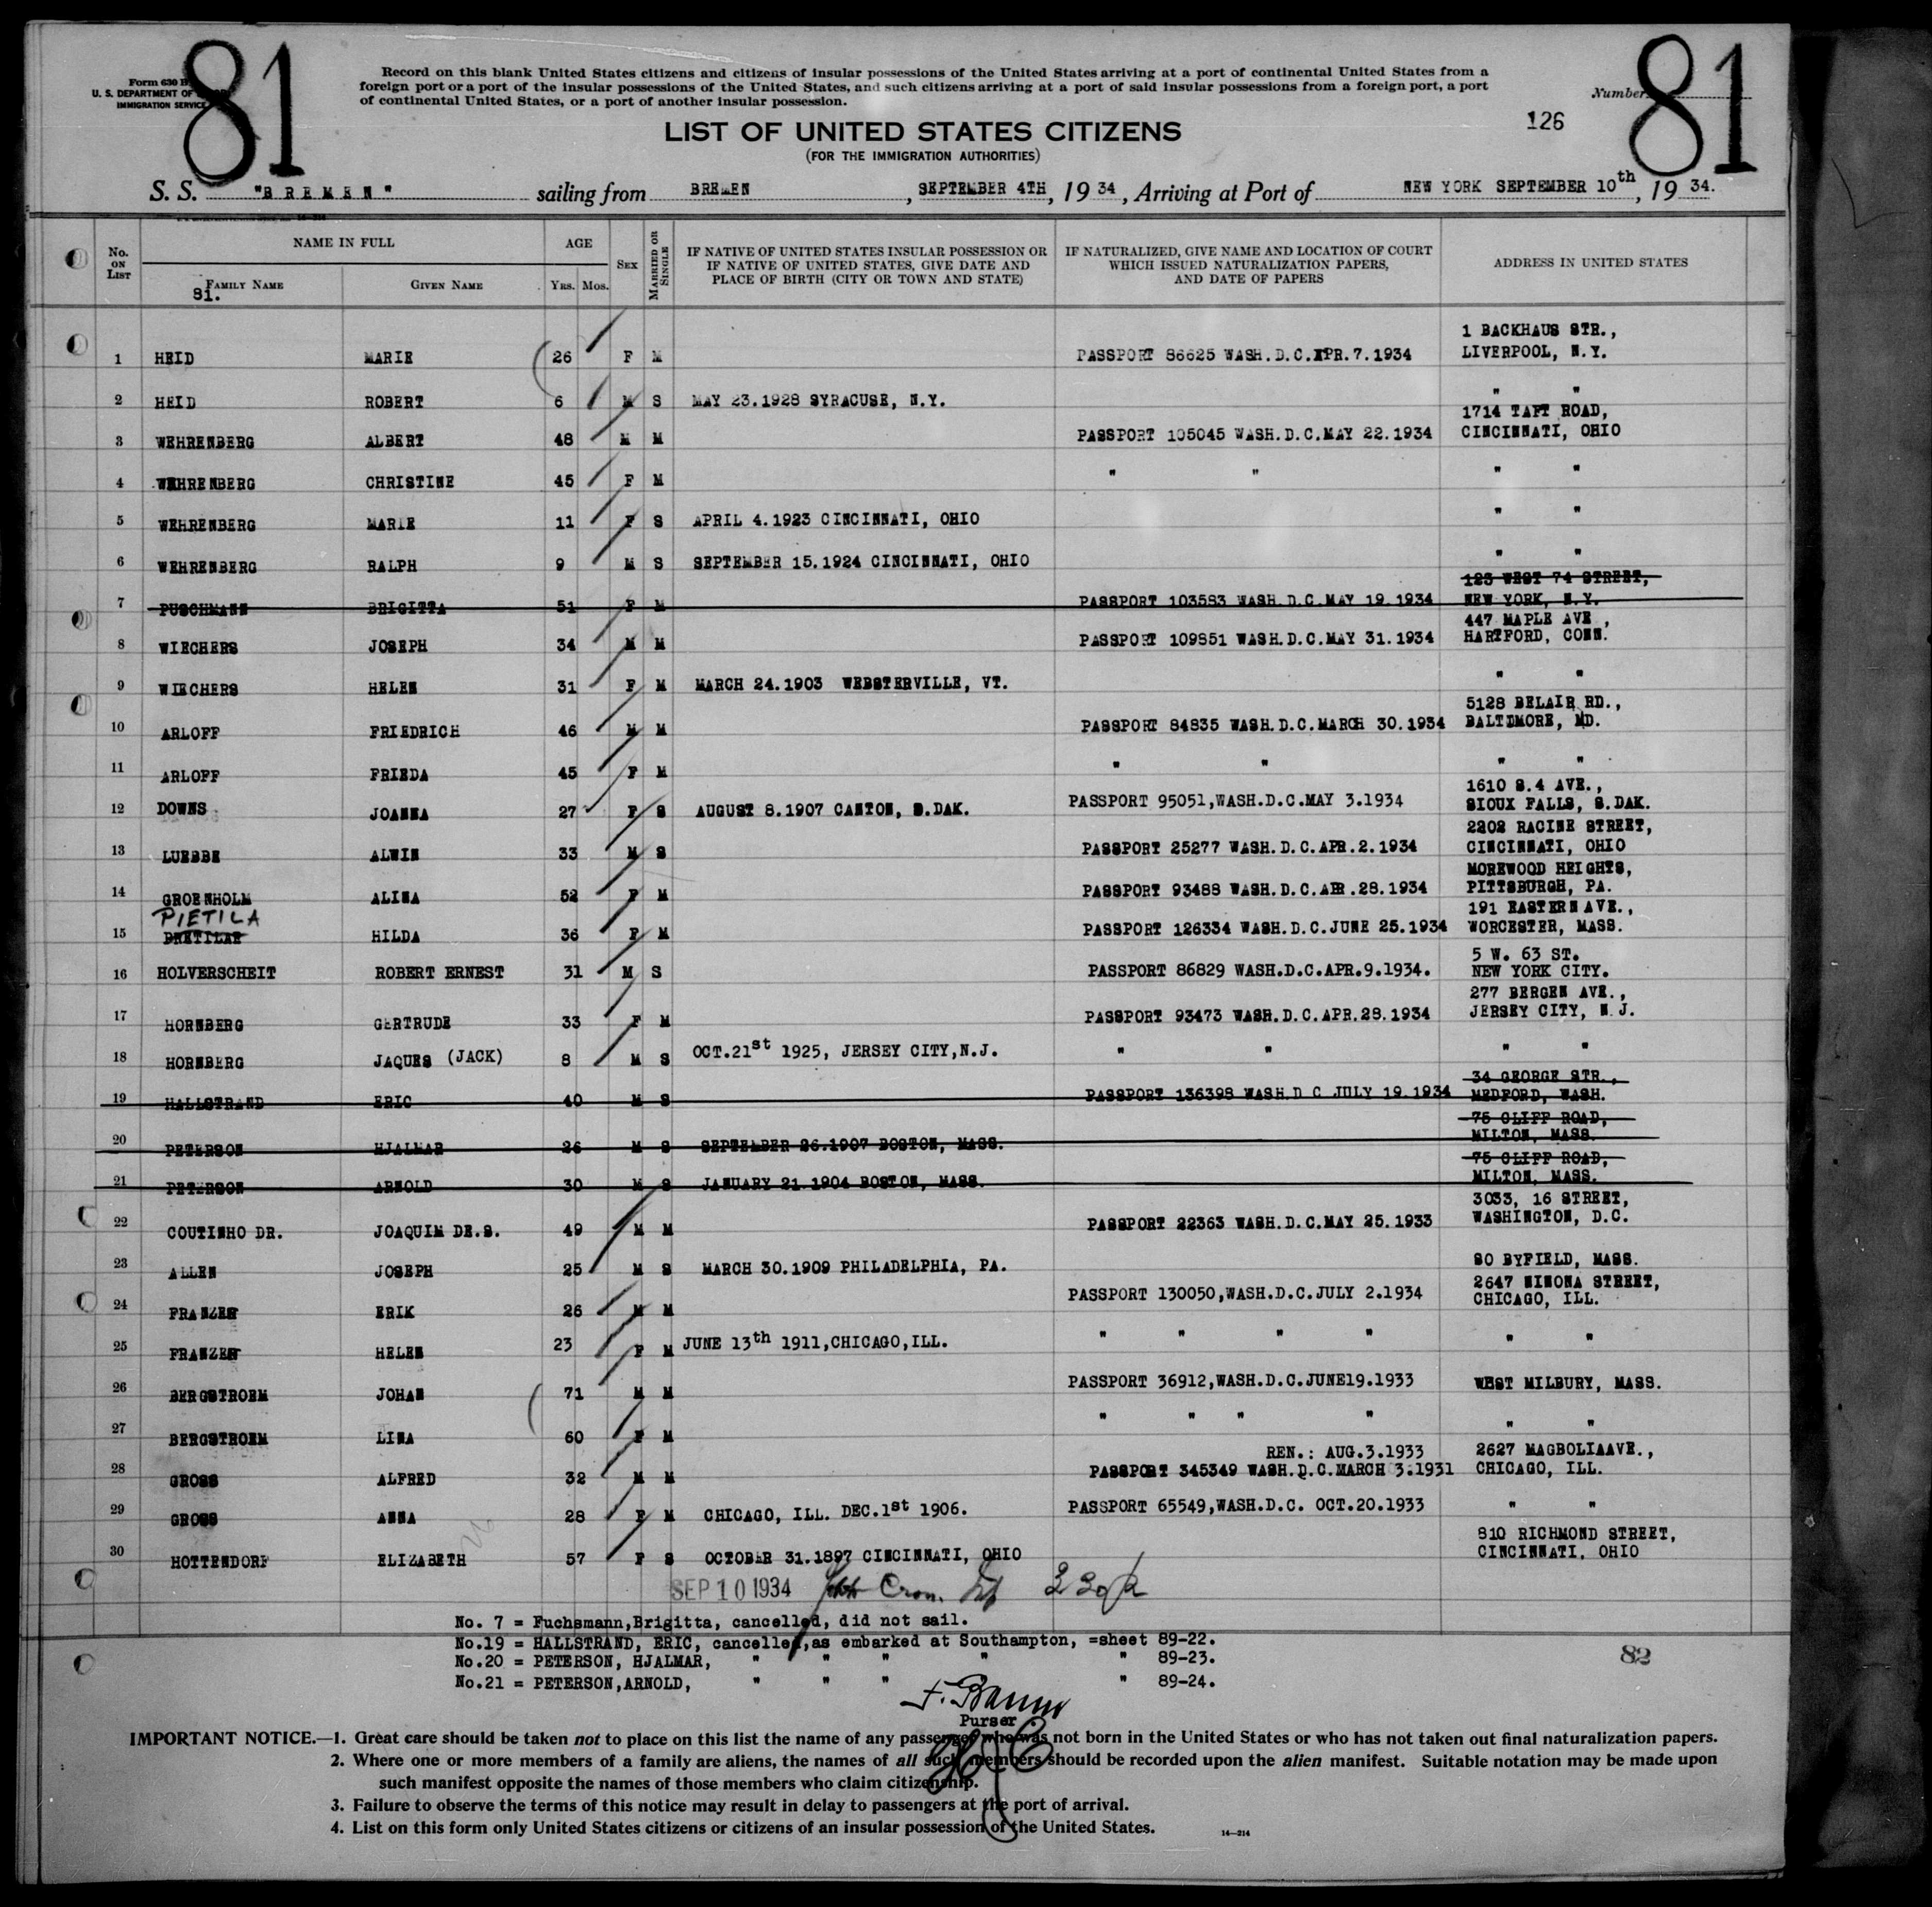 81
81
Form 630 B
U. S. DEPARTMENT OF
IMMIGRATION SERVICE
Record on this blank United States citizens and citizens of insular possessions of the United States arriving at a port of continental United States from a
foreign port or a port of the insular possessions of the United States, and such citizens arriving at a port of said insular possessions from a foreign port, a port
of continental United States, or a port of another insular possession.
Number
126
LIST OF UNITED STATES CITIZENS
(FOR THE IMMIGRATION AUTHORITIES)
S. S. "BREMEN" sailing from BREMEN, SEPTEMBER 4TH, 1934, Arriving at Port of NEW YORK SEPTEMBER 10th, 1934.
No. ON LIST
NAME IN FULL
FAMILY NAME
81.
GIVEN NAME
AGE
YRS. MOS.
SEX
MARRIED OR SINGLE
IF NATIVE OF UNITED STATES INSULAR POSSESSION OR
IF NATIVE OF UNITED STATES, GIVE DATE AND
PLACE OF BIRTH (CITY OR TOWN AND STATE)
IF NATURALIZED, GIVE NAME AND LOCATION OF COURT
WHICH ISSUED NATURALIZATION PAPERS,
AND DATE OF PAPERS
ADDRESS IN UNITED STATES
1 HEID MARIE 26 F M PASSPORT 86625 WASH.D.C.APR.7.1934 1 BACKHAUS STR., LIVERPOOL, N.Y.
2 HEID ROBERT 6 M S MAY 23.1928 SYRACUSE, N.Y. " "
3 WEHRENBERG ALBERT 48 M M PASSPORT 105045 WASH.D.C.MAY 22.1934 1714 TAFT ROAD, CINCINNATI, OHIO
4 WEHRENBERG CHRISTINE 45 F M " " " "
5 WEHRENBERG MARIE 11 F S APRIL 4.1923 CINCINNATI, OHIO " "
6 WEHRENBERG RALPH 9 M S SEPTEMBER 15.1924 CINCINNATI, OHIO " "
7 PUSCHMANN BRIGITTA 51 F M PASSPORT 103583 WASH.D.C.MAY 19.1934 123 WEST 74 STREET, NEW YORK, N.Y.
8 WIECHERS JOSEPH 34 M M PASSPORT 109851 WASH.D.C.MAY 31.1934 447 MAPLE AVE., HARTFORD, CONN.
9 WIECHERS HELEN 31 F M MARCH 24.1903 WEBSTERVILLE, VT. " "
10 ARLOFF FRIEDRICH 46 M M PASSPORT 84835 WASH.D.C.MARCH 30.1934 5128 BELAIR RD., BALTIMORE, MD.
11 ARLOFF FRIEDA 45 F M " " " "
12 DOWNS JOANNA 27 F S AUGUST 8.1907 CANTON, S.DAK. PASSPORT 95051,WASH.D.C.MAY 3.1934 1610 S.4 AVE., SIOUX FALLS, S.DAK.
13 LUEBBE ALWIN 33 M S PASSPORT 25277 WASH.D.C.APR.2.1934 2202 RACINE STREET, CINCINNATI, OHIO
14 GROENHOLM ALINA 52 F M PASSPORT 93488 WASH.D.C.APR.28.1934 MOREWOOD HEIGHTS, PITTSBURGH, PA.
PIETILA
15 HILDA 36 F M PASSPORT 126334 WASH.D.C.JUNE 25.1934 191 EASTERN AVE., WORCESTER, MASS.
16 HOLVERSCHEIT ROBERT ERNEST 31 M S PASSPORT 86829 WASH.D.C.APR.9.1934. 5 W. 63 ST. NEW YORK CITY.
17 HORNBERG GERTRUDE 33 F M PASSPORT 93473 WASH.D.C.APR.28.1934 277 BERGEN AVE., JERSEY CITY, N.J.
18 HORNBERG JAQUES (JACK) 8 M S OCT.21st 1925, JERSEY CITY,N.J. " " " "
19 HALLSTRAND ERIC 40 M S PASSPORT 136398 WASH.D.C JULY 19.1934 34 GEORGE STR., MEDFORD, WASH.
20 PETERSON HJALMAR 26 M S SEPTEMBER 26.1907 BOSTON, MASS. 75 CLIFF ROAD, MILTON, MASS.
21 PETERSON ARNOLD 30 M S JANUARY 21.1904 BOSTON, MASS. 75 CLIFF ROAD, MILTON, MASS.
22 COUTINHO DR. JOAQUIM DE.S. 49 M M PASSPORT 22363 WASH.D.C.MAY 25.1933 3033, 16 STREET, WASHINGTON, D.C.
23 ALLEN JOSEPH 25 M S MARCH 30.1909 PHILADELPHIA, PA. 80 BYFIELD, MASS.
24 FRANZEN ERIK 26 M M PASSPORT 130050,WASH.D.C.JULY 2.1934 2647 WINONA STREET, CHICAGO, ILL.
25 FRANZEN HELEN 23 F M JUNE 13th 1911,CHICAGO,ILL. " " " " " "
26 BERGSTROEM JOHAN 71 M M PASSPORT 36912,WASH.D.C.JUNE19.1933 WEST MILBURY, MASS.
27 BERGSTROEM LINA 60 F M " " " " " "
28 GROSS ALFRED 32 M M REN.: AUG.3.1933 PASSPORT 345349 WASH.D.C.MARCH 3.1931 2627 MAGBOLIAAVE., CHICAGO, ILL.
29 GROSS ANNA 28 F M CHICAGO, ILL. DEC.1st 1906. PASSPORT 65549,WASH.D.C. OCT.20.1933 " "
30 HOTTENDORF ELIZABETH 57 F S OCTOBER 31.1897 CINCINNATI, OHIO 810 RICHMOND STREET, CINCINNATI, OHIO
SEP 10 1934
No. 7 = Fuchsmann,Brigitta, cancelled, did not sail.
No.19 = HALLSTRAND, ERIC, cancelled,as embarked at Southampton, =sheet 89-22.
No.20 = PETERSON, HJALMAR, " " " " " 89-23.
No.21 = PETERSON,ARNOLD, " " " " 89-24.
82
Purser
IMPORTANT NOTICE.—1. Great care should be taken not to place on this list the name of any passenger who was not born in the United States or who has not taken out final naturalization papers.
2. Where one or more members of a family are aliens, the names of all such members should be recorded upon the alien manifest. Suitable notation may be made upon
such manifest opposite the names of those members who claim citizenship.
3. Failure to observe the terms of this notice may result in delay to passengers at the port of arrival.
4. List on this form only United States citizens or citizens of an insular possession of the United States.
14—214